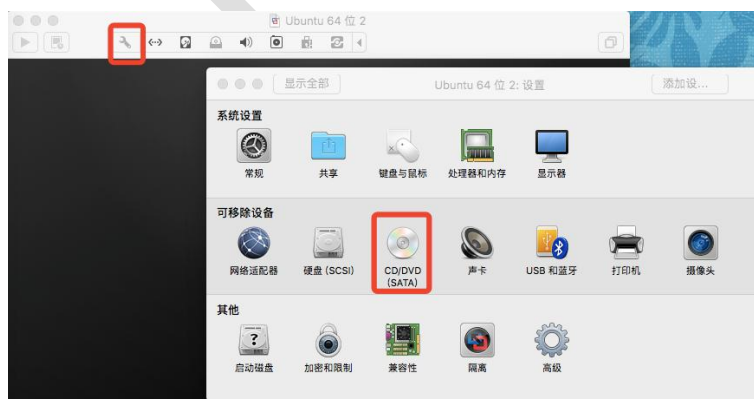 Ubuntu 64 位 2
显示全部
Ubuntu 64 位 2: 设置
添加设...
系统设置
常规
共享
键盘与鼠标
处理器和内存
显示器
可移除设备
网络适配器
硬盘 (SCSI)
CD/DVD
(SATA)
声卡
USB 和蓝牙
打印机
摄像头
其他
启动磁盘
加密和限制
兼容性
隔离
高级